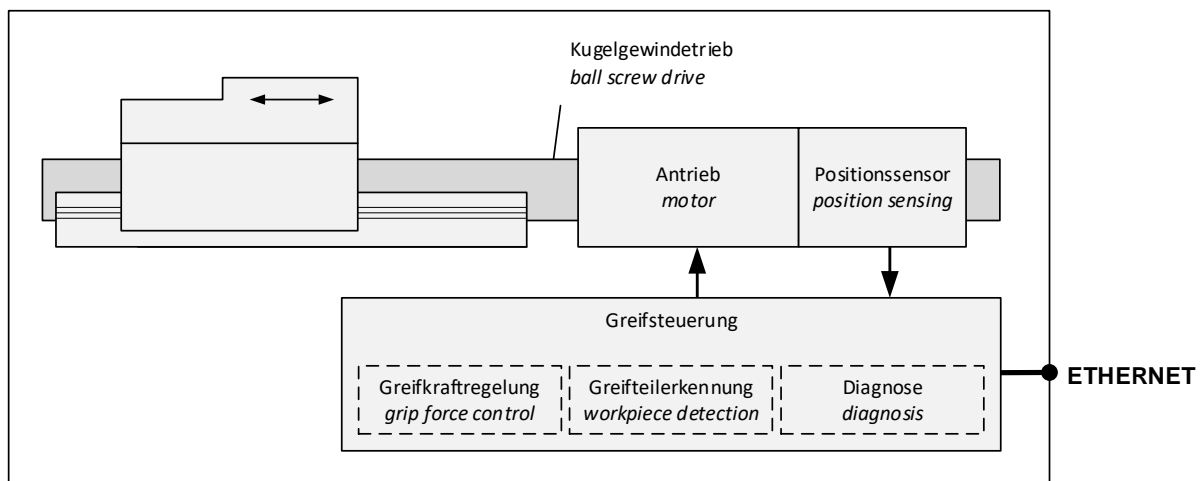 Kugelgewindetrieb
ball screw drive
Antrieb
motor
Positionssensor
position sensing
Greifsteuerung
Greifkraftregelung
grip force control
Greifteilerkennung
workpiece detection
Diagnose
diagnosis
ETHERNET